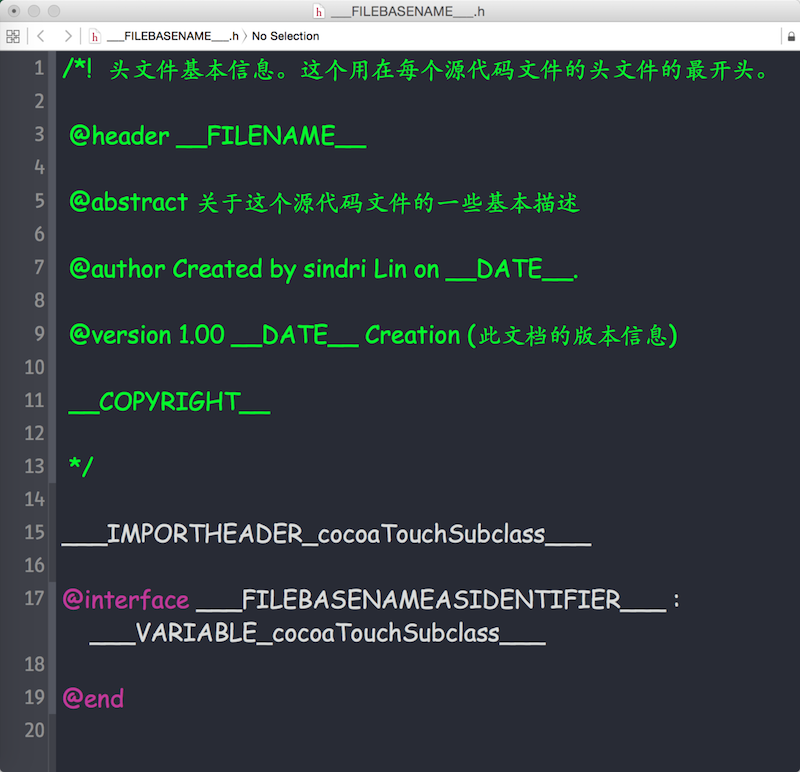 ___FILEBASENAME___.h
___FILEBASENAME___.h 〉 No Selection
1 /*! 头文件基本信息。这个用在每个源代码文件的头文件的最开头。
2
3 @header __FILENAME__
4
5 @abstract 关于这个源代码文件的一些基本描述
6
7 @author Created by sindri Lin on __DATE__.
8
9 @version 1.00 __DATE__ Creation (此文档的版本信息)
10
11 __COPYRIGHT__
12
13 */
14
15 ___IMPORTHEADER_cocoaTouchSubclass___
16
17 @interface ___FILEBASENAMEASIDENTIFIER___ :
___VARIABLE_cocoaTouchSubclass___
18
19 @end
20